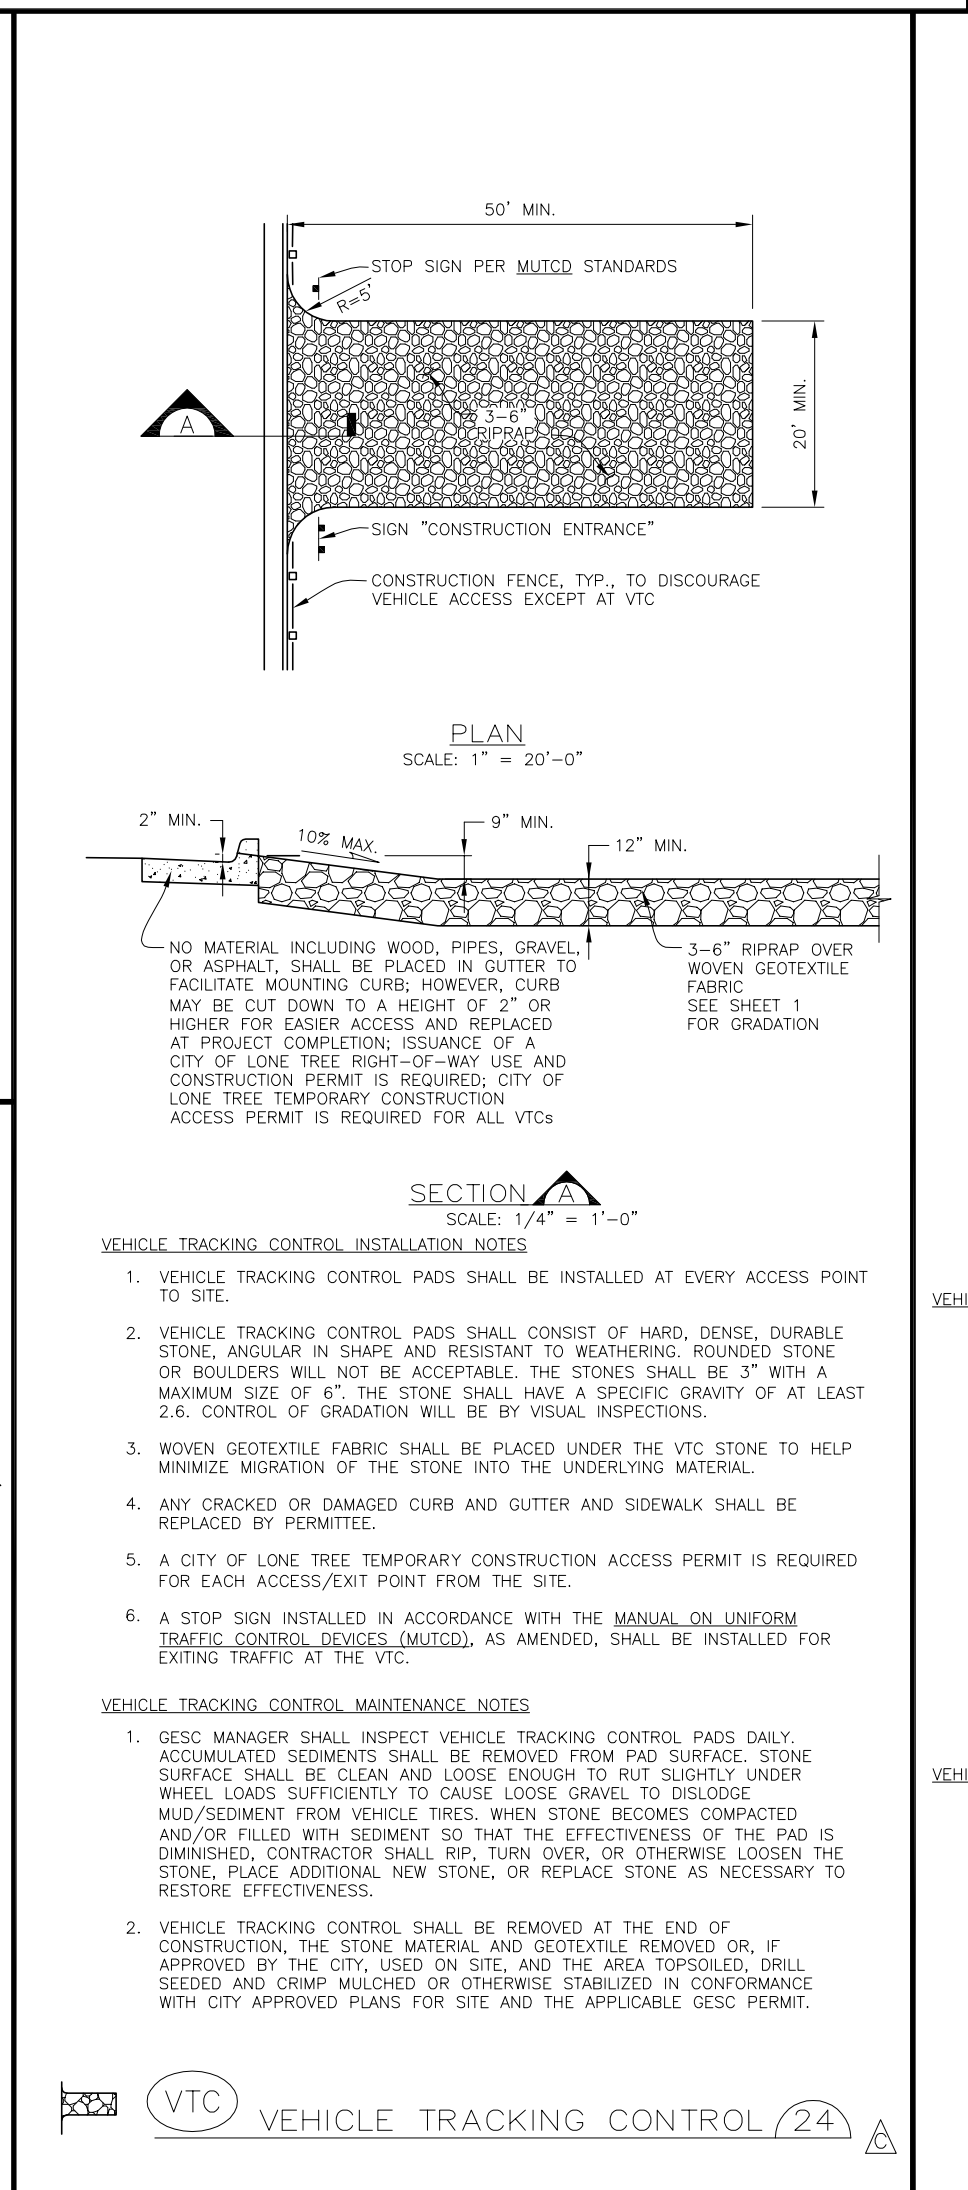 50' MIN.
STOP SIGN PER MUTCD STANDARDS
R=5'
20' MIN.
A
3–6"
RIPRAP
SIGN "CONSTRUCTION ENTRANCE"
CONSTRUCTION FENCE, TYP., TO DISCOURAGE
VEHICLE ACCESS EXCEPT AT VTC
PLAN
SCALE: 1" = 20'–0"
2" MIN.
10% MAX.
9" MIN.
12" MIN.
NO MATERIAL INCLUDING WOOD, PIPES, GRAVEL,
OR ASPHALT, SHALL BE PLACED IN GUTTER TO
FACILITATE MOUNTING CURB; HOWEVER, CURB
MAY BE CUT DOWN TO A HEIGHT OF 2" OR
HIGHER FOR EASIER ACCESS AND REPLACED
AT PROJECT COMPLETION; ISSUANCE OF A
CITY OF LONE TREE RIGHT–OF–WAY USE AND
CONSTRUCTION PERMIT IS REQUIRED; CITY OF
LONE TREE TEMPORARY CONSTRUCTION
ACCESS PERMIT IS REQUIRED FOR ALL VTCs
3–6" RIPRAP OVER
WOVEN GEOTEXTILE
FABRIC
SEE SHEET 1
FOR GRADATION
SECTION A
SCALE: 1/4" = 1'–0"
VEHICLE TRACKING CONTROL INSTALLATION NOTES
1. VEHICLE TRACKING CONTROL PADS SHALL BE INSTALLED AT EVERY ACCESS POINT
TO SITE.
2. VEHICLE TRACKING CONTROL PADS SHALL CONSIST OF HARD, DENSE, DURABLE
STONE, ANGULAR IN SHAPE AND RESISTANT TO WEATHERING. ROUNDED STONE
OR BOULDERS WILL NOT BE ACCEPTABLE. THE STONES SHALL BE 3" WITH A
MAXIMUM SIZE OF 6". THE STONE SHALL HAVE A SPECIFIC GRAVITY OF AT LEAST
2.6. CONTROL OF GRADATION WILL BE BY VISUAL INSPECTIONS.
3. WOVEN GEOTEXTILE FABRIC SHALL BE PLACED UNDER THE VTC STONE TO HELP
MINIMIZE MIGRATION OF THE STONE INTO THE UNDERLYING MATERIAL.
4. ANY CRACKED OR DAMAGED CURB AND GUTTER AND SIDEWALK SHALL BE
REPLACED BY PERMITTEE.
5. A CITY OF LONE TREE TEMPORARY CONSTRUCTION ACCESS PERMIT IS REQUIRED
FOR EACH ACCESS/EXIT POINT FROM THE SITE.
6. A STOP SIGN INSTALLED IN ACCORDANCE WITH THE MANUAL ON UNIFORM
TRAFFIC CONTROL DEVICES (MUTCD), AS AMENDED, SHALL BE INSTALLED FOR
EXITING TRAFFIC AT THE VTC.
VEHICLE TRACKING CONTROL MAINTENANCE NOTES
1. GESC MANAGER SHALL INSPECT VEHICLE TRACKING CONTROL PADS DAILY.
ACCUMULATED SEDIMENTS SHALL BE REMOVED FROM PAD SURFACE. STONE
SURFACE SHALL BE CLEAN AND LOOSE ENOUGH TO RUT SLIGHTLY UNDER
WHEEL LOADS SUFFICIENTLY TO CAUSE LOOSE GRAVEL TO DISLODGE
MUD/SEDIMENT FROM VEHICLE TIRES. WHEN STONE BECOMES COMPACTED
AND/OR FILLED WITH SEDIMENT SO THAT THE EFFECTIVENESS OF THE PAD IS
DIMINISHED, CONTRACTOR SHALL RIP, TURN OVER, OR OTHERWISE LOOSEN THE
STONE, PLACE ADDITIONAL NEW STONE, OR REPLACE STONE AS NECESSARY TO
RESTORE EFFECTIVENESS.
2. VEHICLE TRACKING CONTROL SHALL BE REMOVED AT THE END OF
CONSTRUCTION, THE STONE MATERIAL AND GEOTEXTILE REMOVED OR, IF
APPROVED BY THE CITY, USED ON SITE, AND THE AREA TOPSOILED, DRILL
SEEDED AND CRIMP MULCHED OR OTHERWISE STABILIZED IN CONFORMANCE
WITH CITY APPROVED PLANS FOR SITE AND THE APPLICABLE GESC PERMIT.
VEHI
VEHI
VTC VEHICLE TRACKING CONTROL 24 C